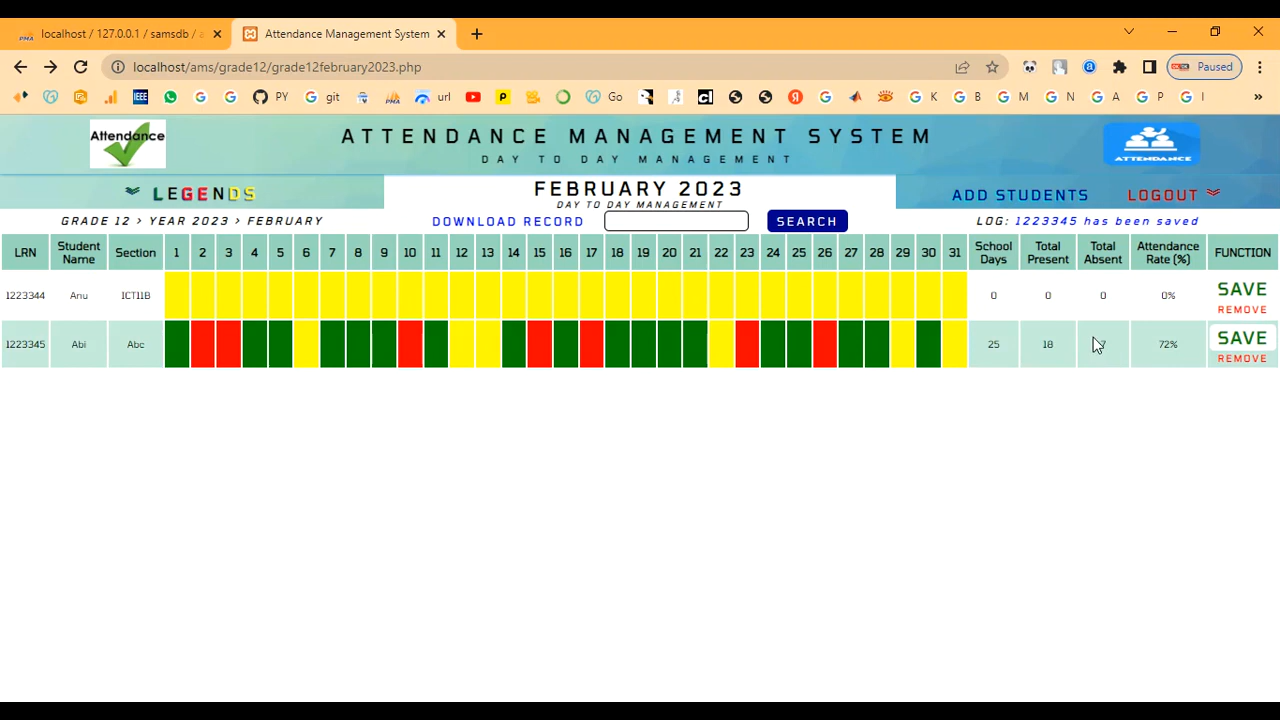 localhost / 127.0.0.1 / samsdb /
Attendance Management System
localhost/ams/grade12/grade12february2023.php
Paused
IEEE
G
G
PY
G git
PMA
url
P
Go
G K
G B
G M
G N
G A
G P
G I
»
Attendance
ATTENDANCE MANAGEMENT SYSTEM
DAY TO DAY MANAGEMENT
ATTENDANCE
LEGENDS
FEBRUARY 2023
DAY TO DAY MANAGEMENT
ADD STUDENTS
LOGOUT
GRADE 12 > YEAR 2023 > FEBRUARY
DOWNLOAD RECORD
SEARCH
LOG: 1223345 has been saved
LRN Student Name Section 1 2 3 4 5 6 7 8 9 10 11 12 13 14 15 16 17 18 19 20 21 22 23 24 25 26 27 28 29 30 31 School Days Total Present Total Absent Attendance Rate (%) FUNCTION
1223344 Anu ICT11B 0 0 0 0% SAVE
REMOVE
1223345 Abi Abc 25 18 7 72% SAVE
REMOVE